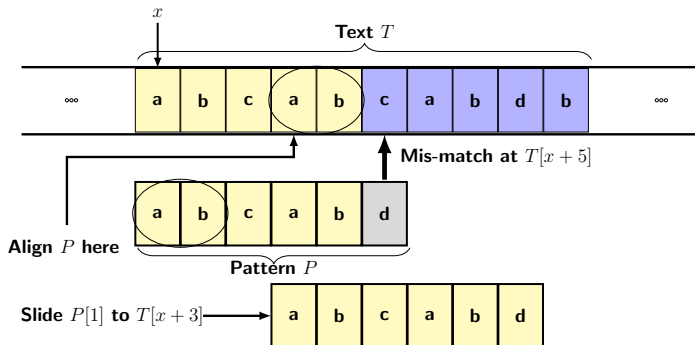 x
Text T
∘∘∘ a b c a b c a b d b ∘∘∘
Mis-match at T[x + 5]
a b c a b d
Align P here
Pattern P
Slide P[1] to T[x + 3]
a b c a b d